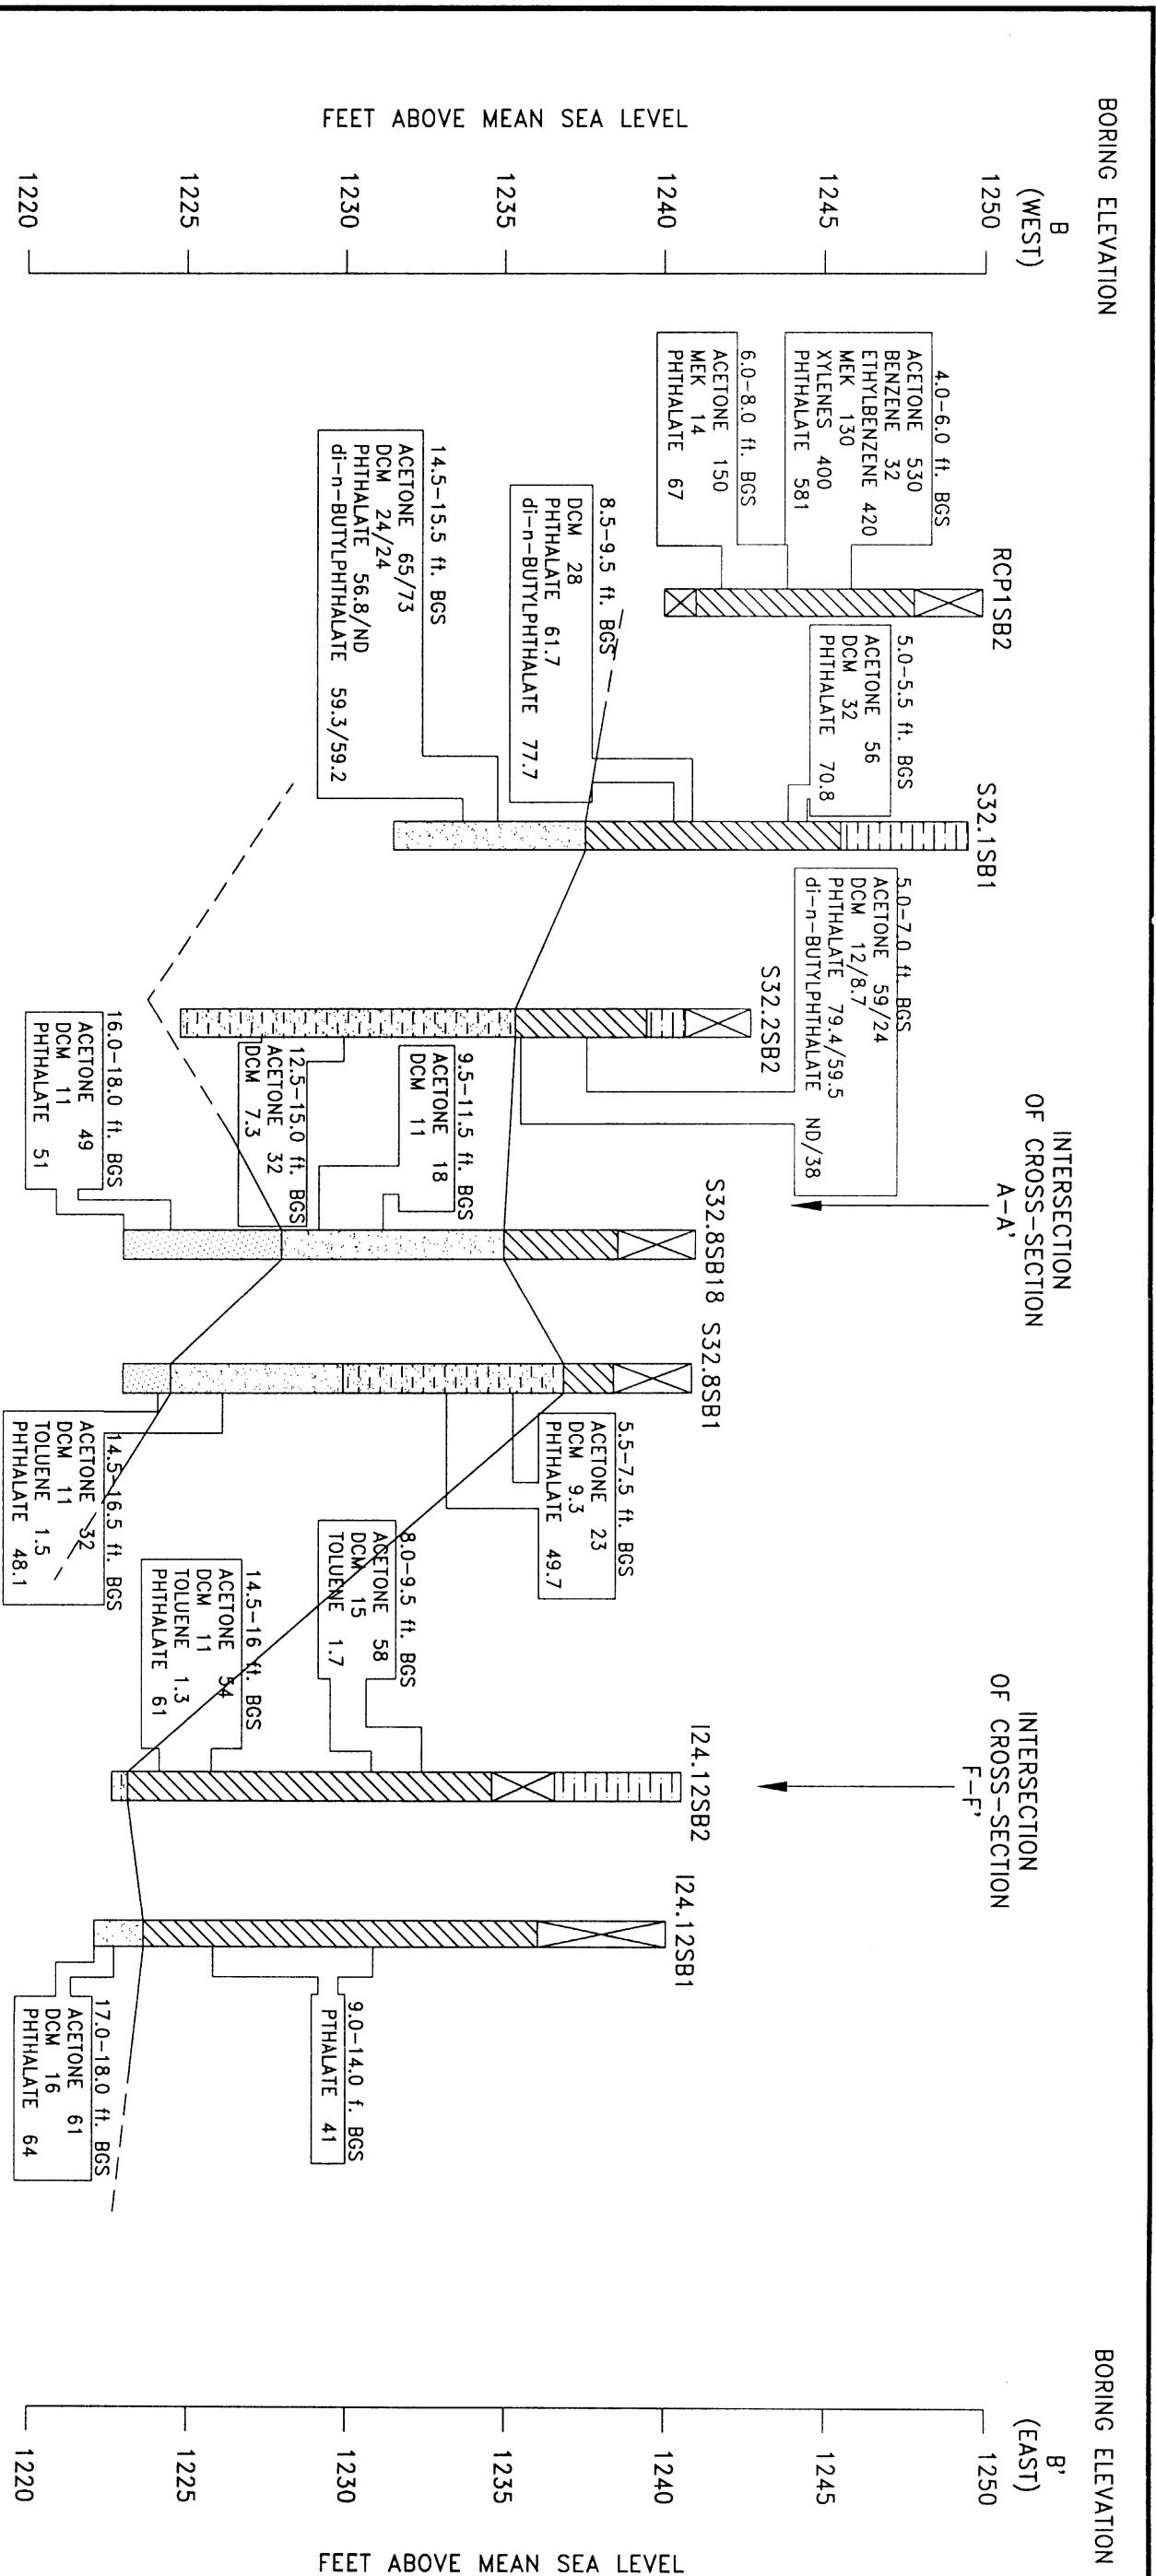 BORING ELEVATION
B
(WEST)
FEET ABOVE MEAN SEA LEVEL
1250
1245
1240
1235
1230
1225
1220
RCP1SB2
4.0-6.0 ft. BGS
ACETONE 530
BENZENE 32
ETHYLBENZENE 420
MEK 130
XYLENES 400
PHTHALATE 581
6.0-8.0 ft. BGS
ACETONE 150
MEK 14
PHTHALATE 67
S32.1SB1
5.0-5.5 ft. BGS
ACETONE 56
DCM 32
PHTHALATE 70.8
8.5-9.5 ft. BGS
DCM 28
PHTHALATE 61.7
di-n-BUTYLPHTHALATE 77.7
14.5-15.5 ft. BGS
ACETONE 65/73
DCM 24/24
PHTHALATE 56.8/ND
di-n-BUTYLPHTHALATE 59.3/59.2
S32.2SB2
5.0-7.0 ft. BGS
ACETONE 59/24
DCM 12/8.7
PHTHALATE 79.4/59.5
di-n-BUTYLPHTHALATE ND/38
12.5-15.0 ft. BGS
ACETONE 32
DCM 7.3
INTERSECTION
OF CROSS-SECTION
A-A'
S32.8SB18
9.5-11.5 ft. BGS
ACETONE 18
DCM 11
16.0-18.0 ft. BGS
ACETONE 49
DCM 11
PHTHALATE 51
S32.8SB1
5.5-7.5 ft. BGS
ACETONE 23
DCM 9.3
PHTHALATE 49.7
14.5-16.5 ft. BGS
ACETONE 32
DCM 11
TOLUENE 1.5
PHTHALATE 48.1
INTERSECTION
OF CROSS-SECTION
F-F'
I24.12SB2
8.0-9.5 ft. BGS
ACETONE 58
DCM 15
TOLUENE 1.7
14.5-16 ft. BGS
ACETONE 54
DCM 11
TOLUENE 1.3
PHTHALATE 61
I24.12SB1
9.0-14.0 f. BGS
PTHALATE 41
17.0-18.0 ft. BGS
ACETONE 61
DCM 16
PHTHALATE 64
BORING ELEVATION
B'
(EAST)
1250
1245
1240
1235
1230
1225
1220
FEET ABOVE MEAN SEA LEVEL